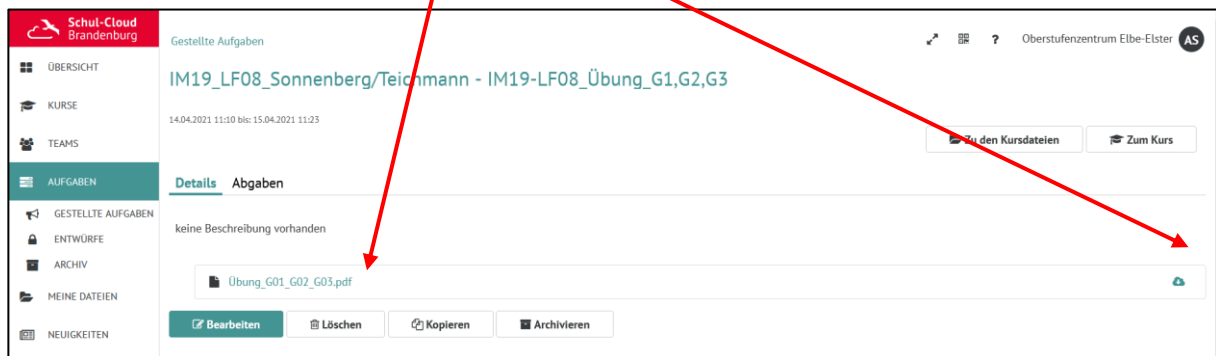 Schul-Cloud
Brandenburg
Gestellte Aufgaben
?
Oberstufenzentrum Elbe-Elster
AS
ÜBERSICHT
KURSE
TEAMS
AUFGABEN
GESTELLTE AUFGABEN
ENTWÜRFE
ARCHIV
MEINE DATEIEN
NEUIGKEITEN
IM19_LF08_Sonnenberg/Teichmann - IM19-LF08_Übung_G1,G2,G3
14.04.2021 11:10 bis: 15.04.2021 11:23
Zu den Kursdateien
Zum Kurs
Details Abgaben
keine Beschreibung vorhanden
Übung_G01_G02_G03.pdf
Bearbeiten
Löschen
Kopieren
Archivieren